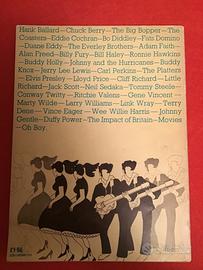 Hank Ballard—Chuck Berry—The Big Bopper—The
Coasters—Eddie Cochran—Bo Diddley—Fats Domino
—Duane Eddy—The Everley Brothers—Adam Faith—
Alan Freed—Billy Fury—Bill Haley—Ronnie Hawkins
—Buddy Holly—Johnny and the Hurricanes—Buddy
Knox—Jerry Lee Lewis—Carl Perkins—The Platters
—Elvis Presley—Lloyd Price—Cliff Richard—Little
Richard—Jack Scott—Neil Sedaka—Tommy Steele—
Conway Twitty—Ritchie Valens—Gene Vincent—
Marty Wilde—Larry Williams—Link Wray—Terry
Dene—Vince Eager—Wee Willie Harris—Johnny
Gentle—Duffy Power—The Impact of Britain—Movies
—Oh Boy.
£1·95